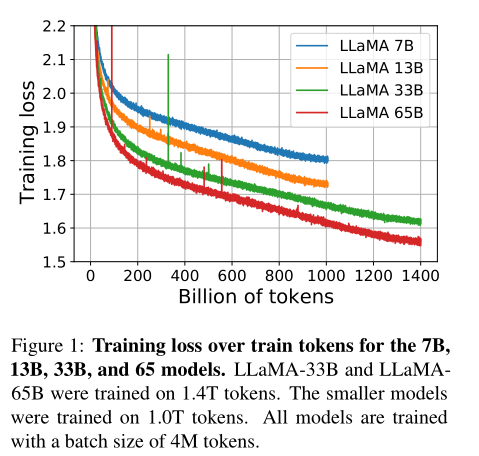 2.2
2.1
2.0
1.9
1.8
1.7
1.6
1.5
Training loss
LLaMA 7B
LLaMA 13B
LLaMA 33B
LLaMA 65B
0 200 400 600 800 1000 1200 1400
Billion of tokens
Figure 1: Training loss over train tokens for the 7B,
13B, 33B, and 65 models. LLaMA-33B and LLaMA-
65B were trained on 1.4T tokens. The smaller models
were trained on 1.0T tokens. All models are trained
with a batch size of 4M tokens.